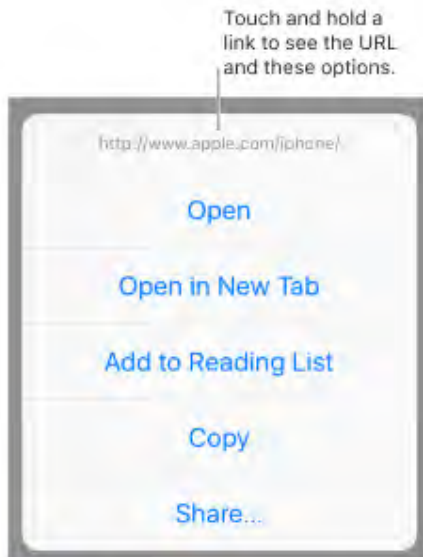 Touch and hold a
link to see the URL
and these options.
http://www.apple.com/iphone/
Open
Open in New Tab
Add to Reading List
Copy
Share...